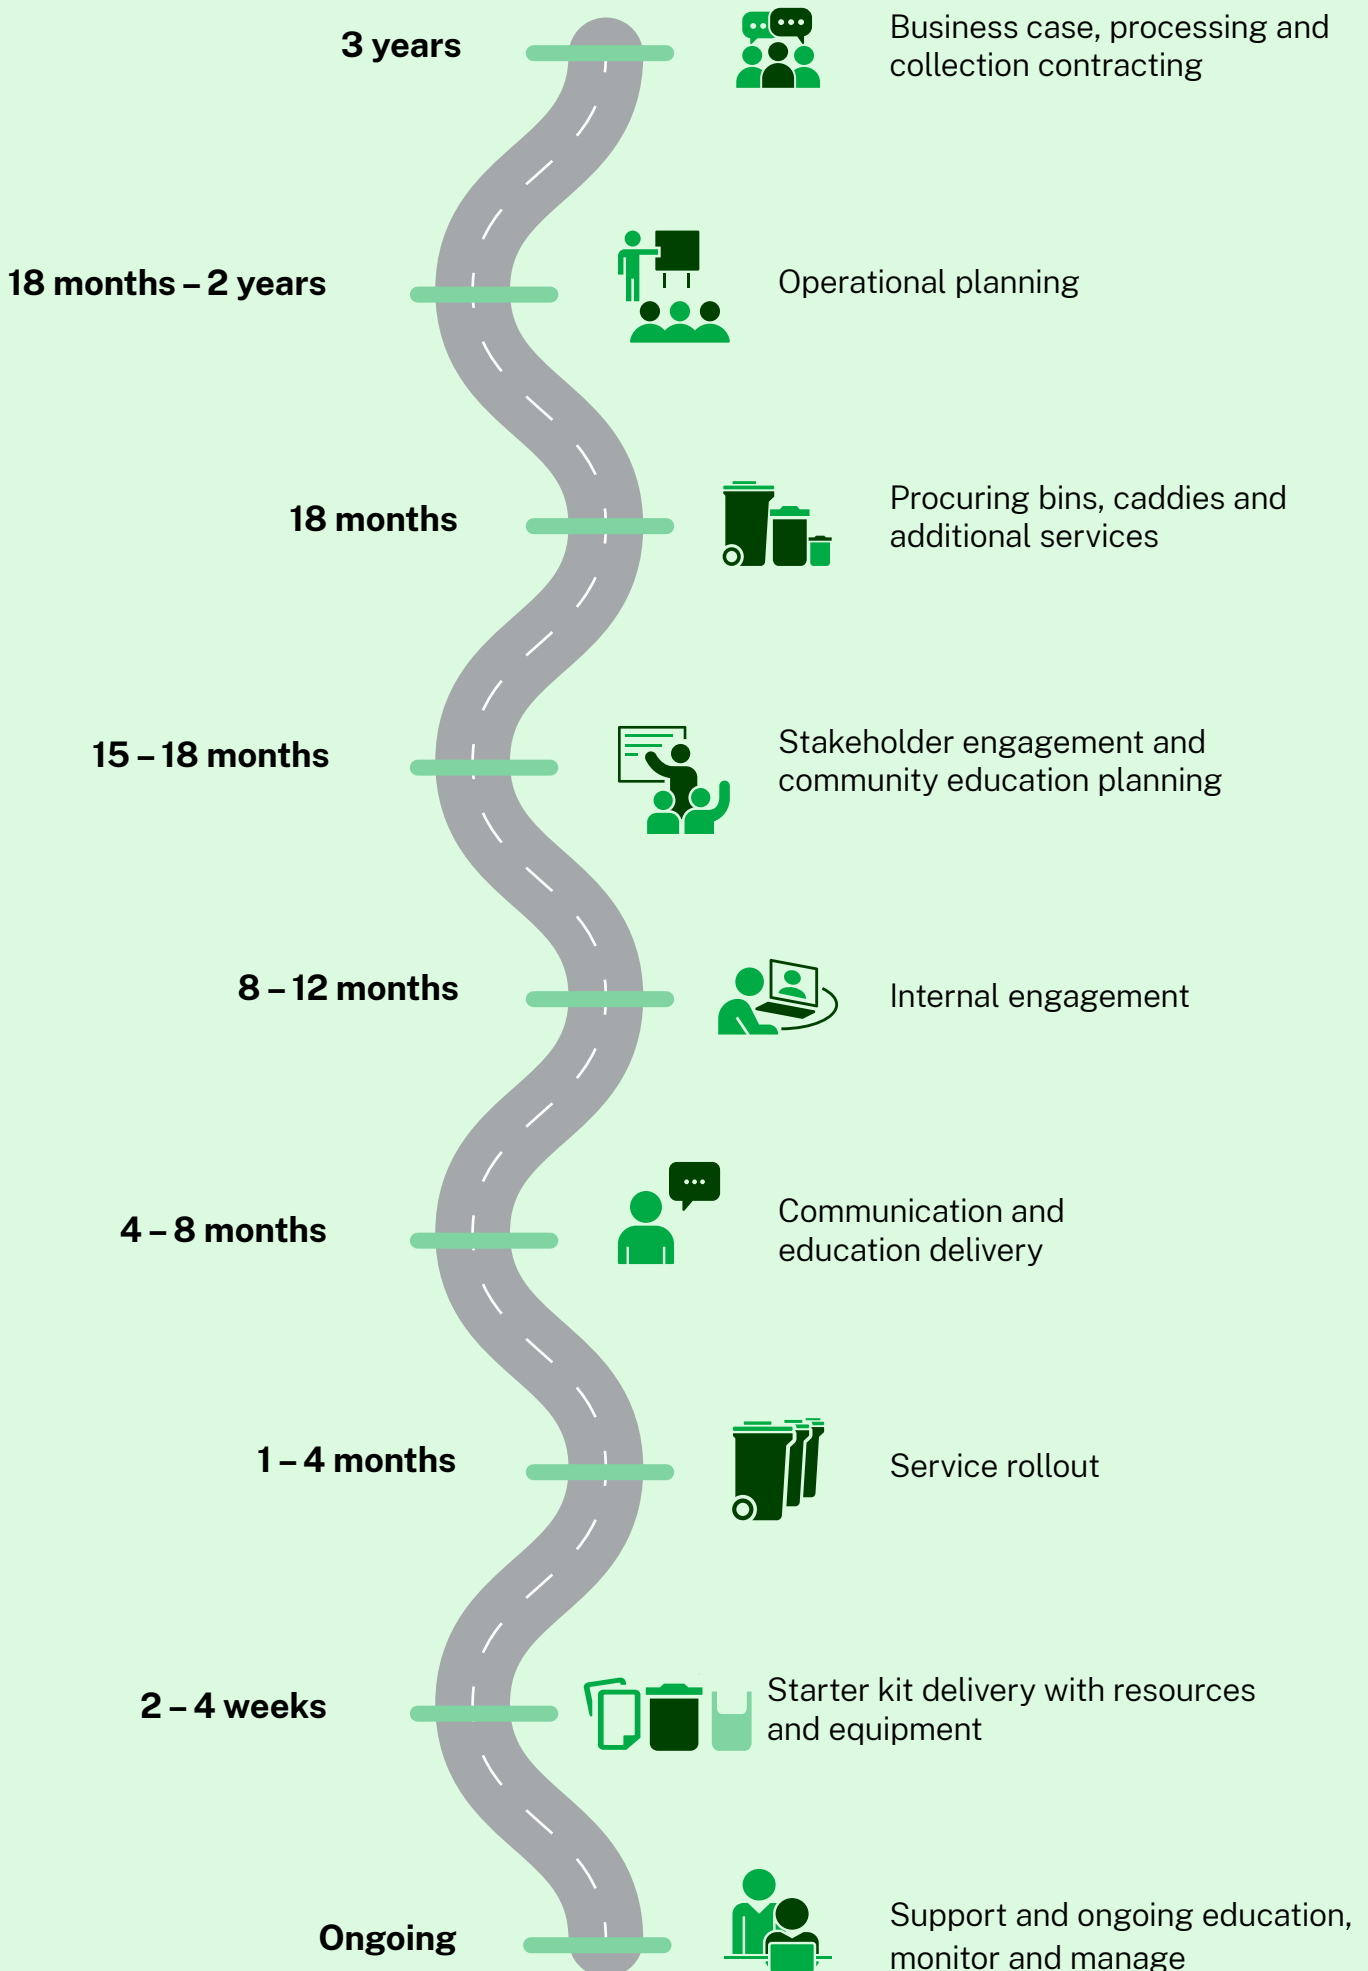 3 years
Business case, processing and
collection contracting
18 months – 2 years
Operational planning
18 months
Procuring bins, caddies and
additional services
15 – 18 months
Stakeholder engagement and
community education planning
8 – 12 months
Internal engagement
4 – 8 months
Communication and
education delivery
1 – 4 months
Service rollout
2 – 4 weeks
Starter kit delivery with resources
and equipment
Ongoing
Support and ongoing education,
monitor and manage